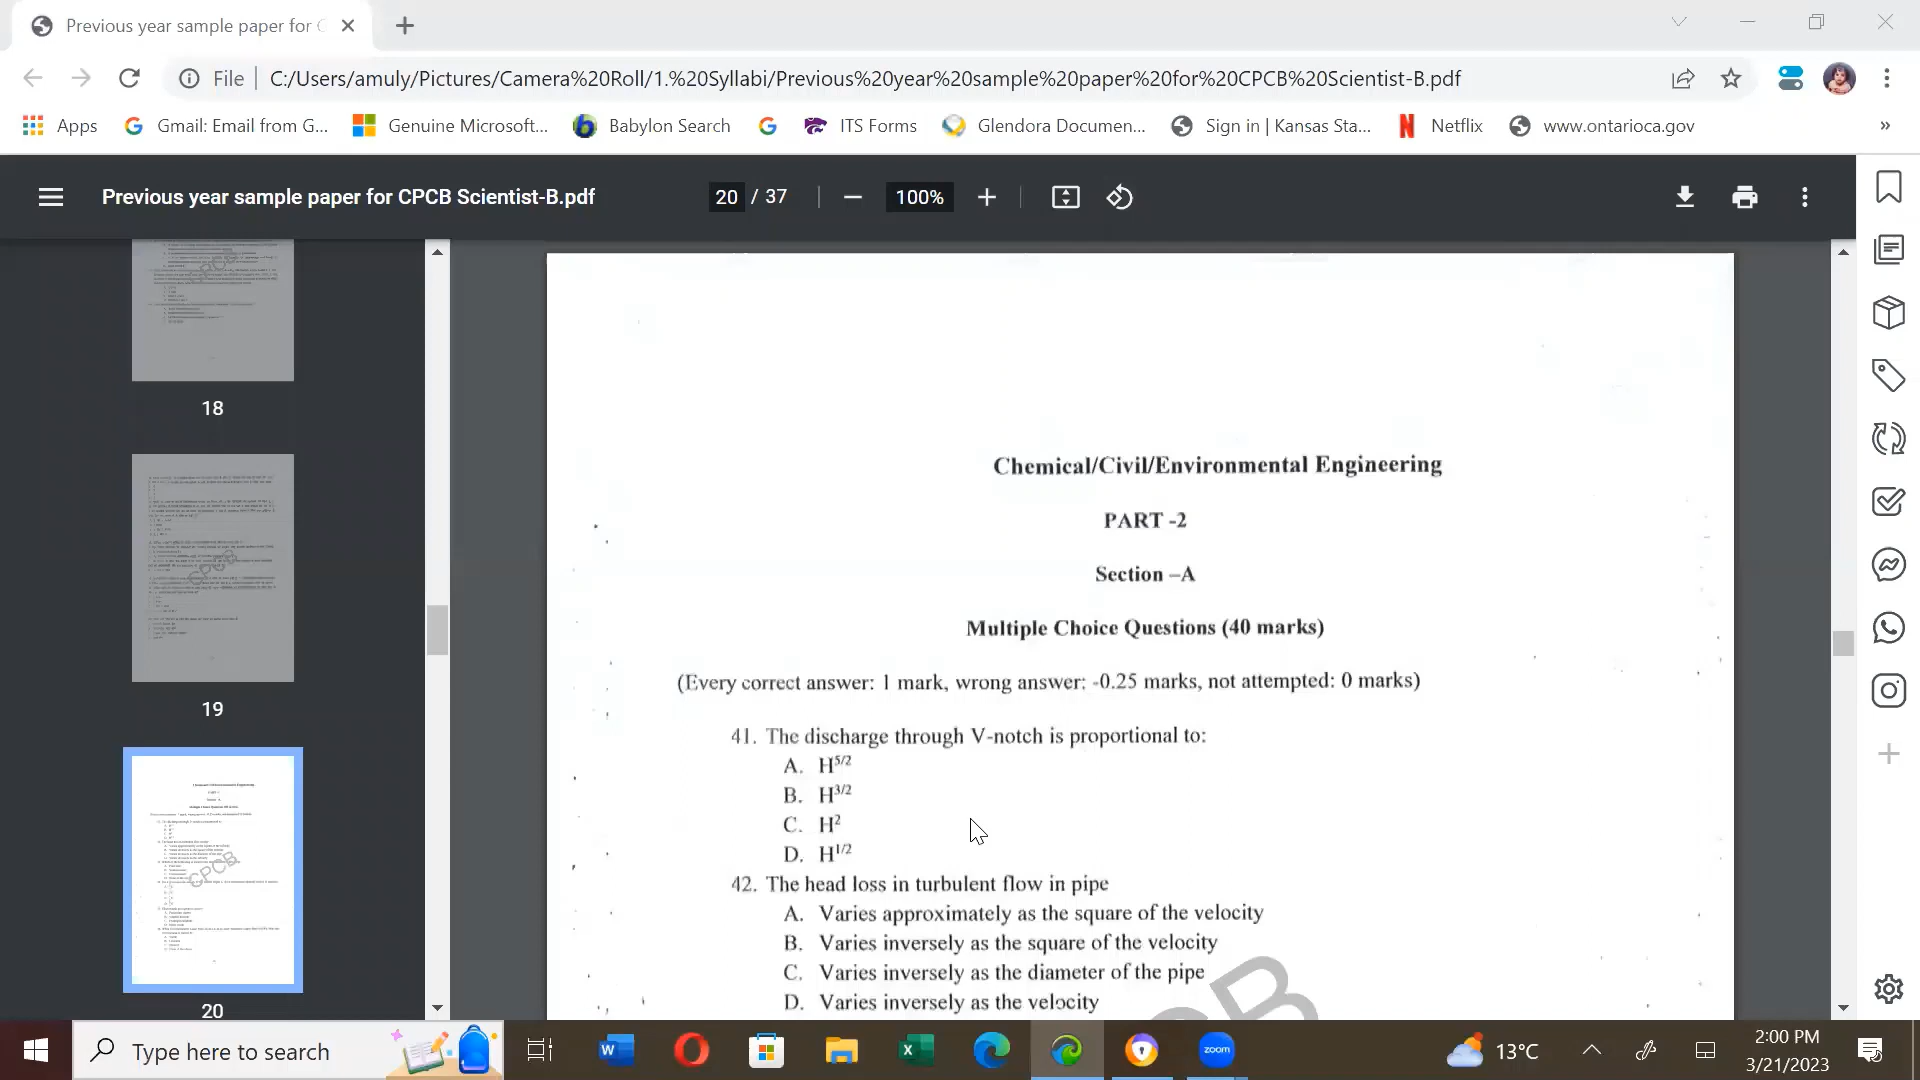 Previous year sample paper for C
File
C:/Users/amuly/Pictures/Camera%20Roll/1.%20Syllabi/Previous%20year%20sample%20paper%20for%20CPCB%20Scientist-B.pdf
Apps
Gmail: Email from G...
Genuine Microsoft...
Babylon Search
ITS Forms
Glendora Documen...
Sign in | Kansas Sta...
Netflix
www.ontarioca.gov
»
Previous year sample paper for CPCB Scientist-B.pdf
20 / 37
100%
18
CPCB
19
CPCB
20
Chemical/Civil/Environmental Engineering
PART -2
Section –A
Multiple Choice Questions (40 marks)
(Every correct answer: 1 mark, wrong answer: -0.25 marks, not attempted: 0 marks)
41. The discharge through V-notch is proportional to:
A. H5/2
B. H3/2
C. H2
D. H1/2
42. The head loss in turbulent flow in pipe
A. Varies approximately as the square of the velocity
B. Varies inversely as the square of the velocity
C. Varies inversely as the diameter of the pipe
D. Varies inversely as the velocity
CB
Type here to search
zoom
13°C
2:00 PM
3/21/2023